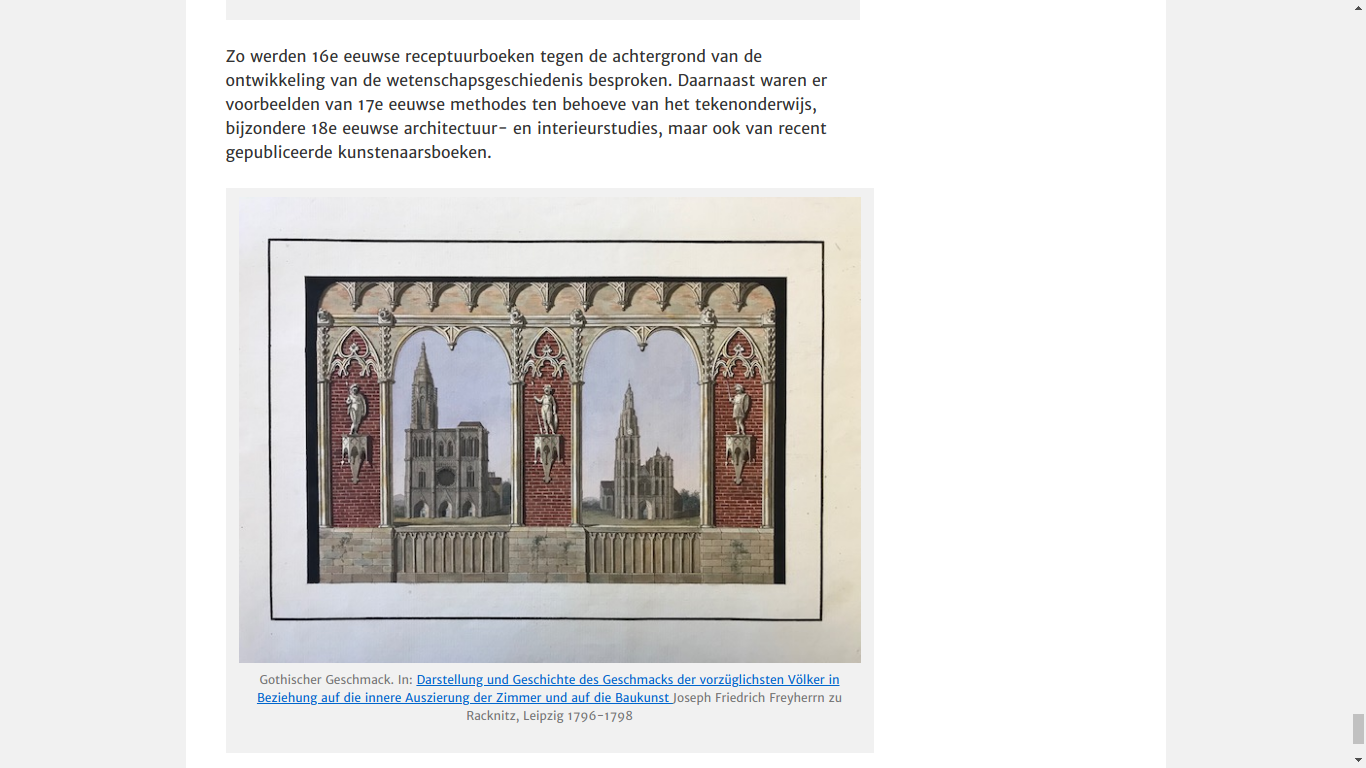 Zo werden 16e eeuwse receptuurboeken tegen de achtergrond van de
ontwikkeling van de wetenschapsgeschiedenis besproken. Daarnaast waren er
voorbeelden van 17e eeuwse methodes ten behoeve van het tekenonderwijs,
bijzondere 18e eeuwse architectuur- en interieurstudies, maar ook van recent
gepubliceerde kunstenaarsboeken.
Gothischer Geschmack. In: Darstellung und Geschichte des Geschmacks der vorzüglichsten Völker in
Beziehung auf die innere Auszierung der Zimmer und auf die Baukunst Joseph Friedrich Freyherrn zu
Racknitz, Leipzig 1796-1798